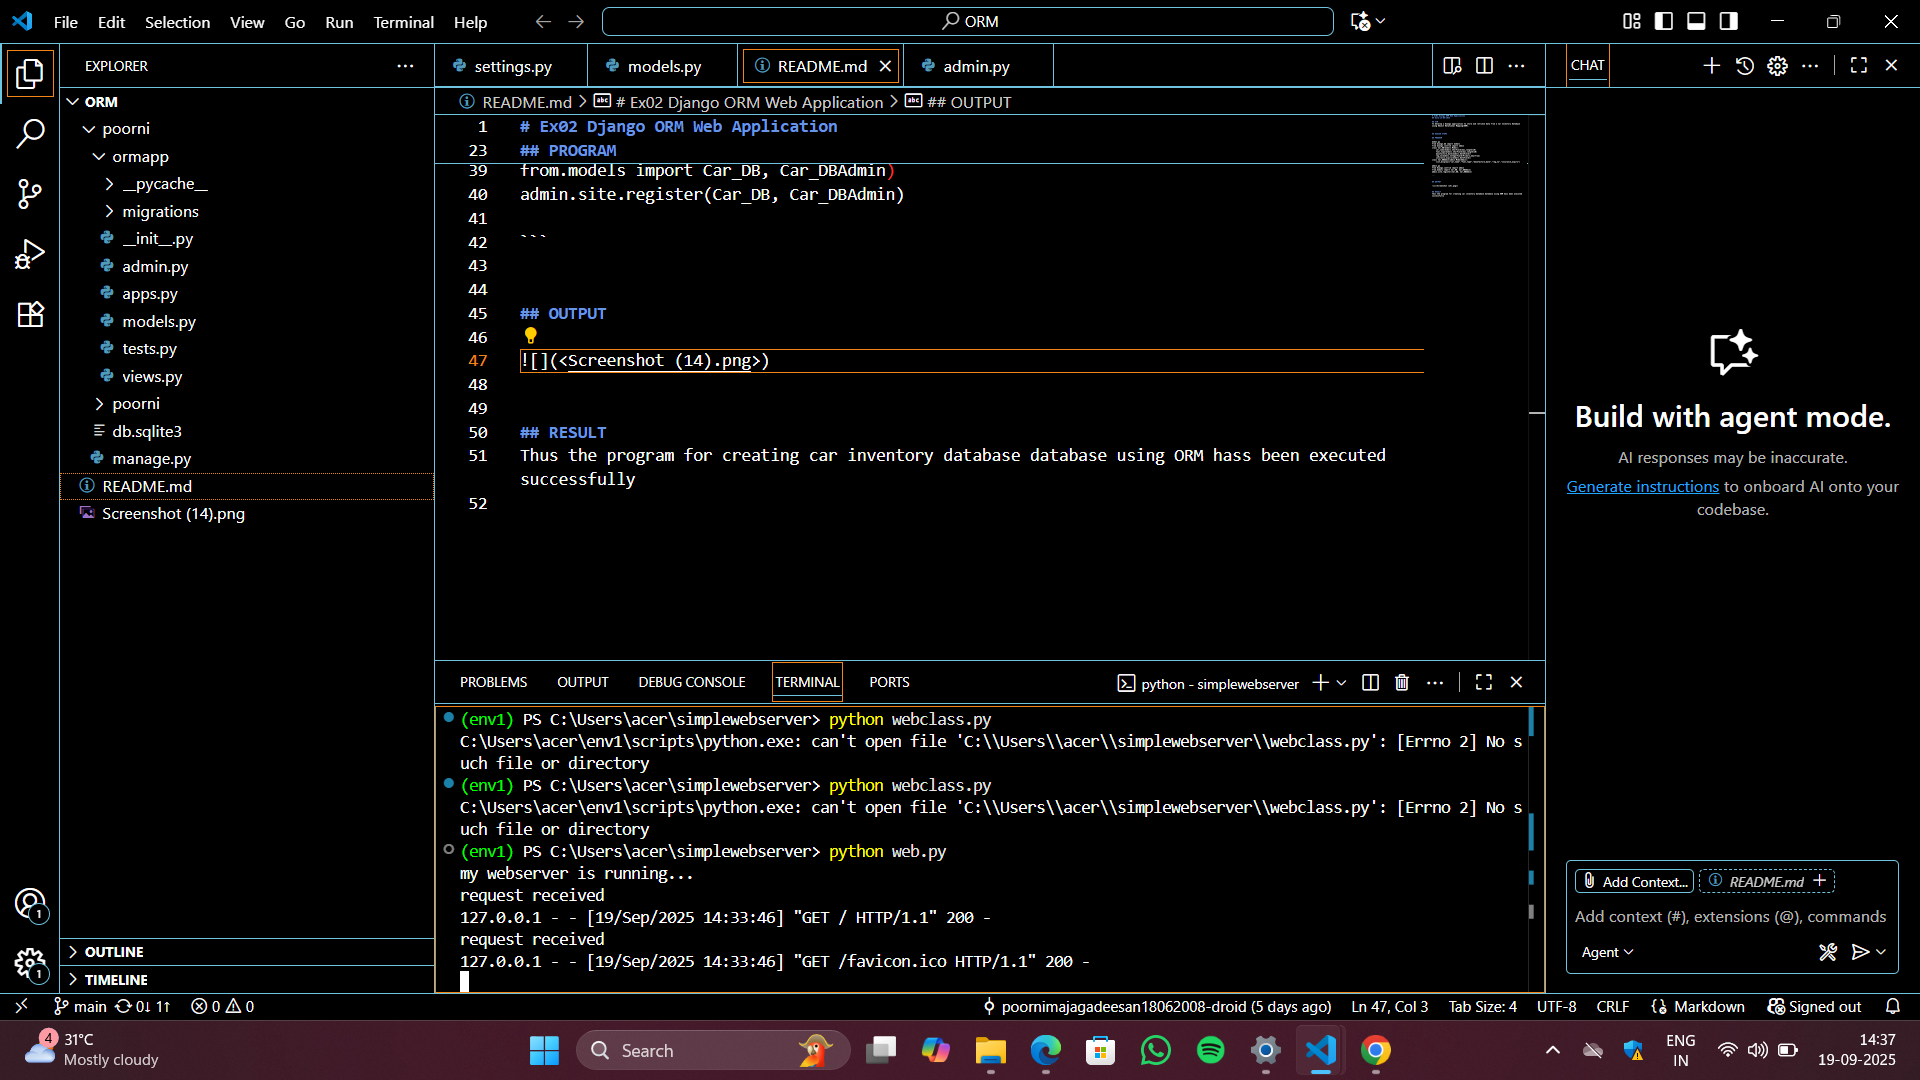 File Edit Selection View Go Run Terminal Help
ORM
EXPLORER
ORM
poorni
ormapp
__pycache__
migrations
__init__.py
admin.py
apps.py
models.py
tests.py
views.py
poorni
db.sqlite3
manage.py
README.md
Screenshot (14).png
OUTLINE
TIMELINE
settings.py models.py README.md admin.py
README.md > # Ex02 Django ORM Web Application > ## OUTPUT
1 # Ex02 Django ORM Web Application
23 ## PROGRAM
39 from.models import Car_DB, Car_DBAdmin)
40 admin.site.register(Car_DB, Car_DBAdmin)
41
42 ```
43
44
45 ## OUTPUT
46
47 ![](<Screenshot (14).png>)
48
49
50 ## RESULT
51 Thus the program for creating car inventory database database using ORM hass been executed
successfully
52
PROBLEMS OUTPUT DEBUG CONSOLE TERMINAL PORTS
python - simplewebserver
(env1) PS C:\Users\acer\simplewebserver> python webclass.py
C:\Users\acer\env1\scripts\python.exe: can't open file 'C:\\Users\\acer\\simplewebserver\\webclass.py': [Errno 2] No s
uch file or directory
(env1) PS C:\Users\acer\simplewebserver> python webclass.py
C:\Users\acer\env1\scripts\python.exe: can't open file 'C:\\Users\\acer\\simplewebserver\\webclass.py': [Errno 2] No s
uch file or directory
(env1) PS C:\Users\acer\simplewebserver> python web.py
my webserver is running...
request received
127.0.0.1 - - [19/Sep/2025 14:33:46] "GET / HTTP/1.1" 200 -
request received
127.0.0.1 - - [19/Sep/2025 14:33:46] "GET /favicon.ico HTTP/1.1" 200 -
CHAT
Build with agent mode.
AI responses may be inaccurate.
Generate instructions to onboard AI onto your
codebase.
Add Context... README.md
Add context (#), extensions (@), commands
Agent
1
1
main 0↓ 1↑ 0 0
poornimajagadeesan18062008-droid (5 days ago) Ln 47, Col 3 Tab Size: 4 UTF-8 CRLF Markdown Signed out
4
31°C
Mostly cloudy
Search
ENG
IN
14:37
19-09-2025